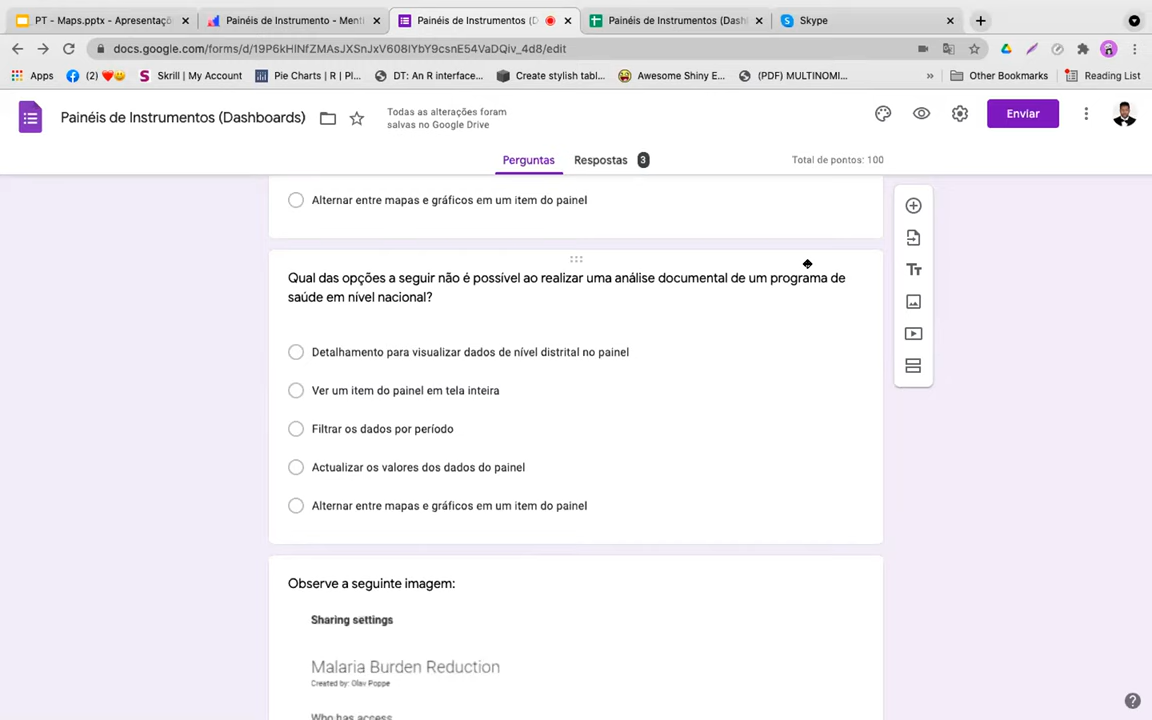 PT - Maps.pptx - Apresentaçã
Painéis de Instrumento - Menti
Painéis de Instrumentos (D
Painéis de Instrumentos (Dash
Skype
docs.google.com/forms/d/19P6kHlNfZMAsJXSnJxV608IYbY9csnE54VaDQiv_4d8/edit
Apps
(2) ❤️😃
Skrill | My Account
Pie Charts | R | Pl...
DT: An R interface...
Create stylish tabl...
Awesome Shiny E...
(PDF) MULTINOMI...
»
Other Bookmarks
Reading List
Painéis de Instrumentos (Dashboards)
Todas as alterações foram
salvas no Google Drive
Enviar
Perguntas
Respostas 3
Total de pontos: 100
Alternar entre mapas e gráficos em um item do painel
Qual das opções a seguir não é possível ao realizar uma análise documental de um programa de
saúde em nível nacional?
Detalhamento para visualizar dados de nível distrital no painel
Ver um item do painel em tela inteira
Filtrar os dados por período
Actualizar os valores dos dados do painel
Alternar entre mapas e gráficos em um item do painel
Observe a seguinte imagem:
Sharing settings
Malaria Burden Reduction
Created by: Olav Poppe
Who has access